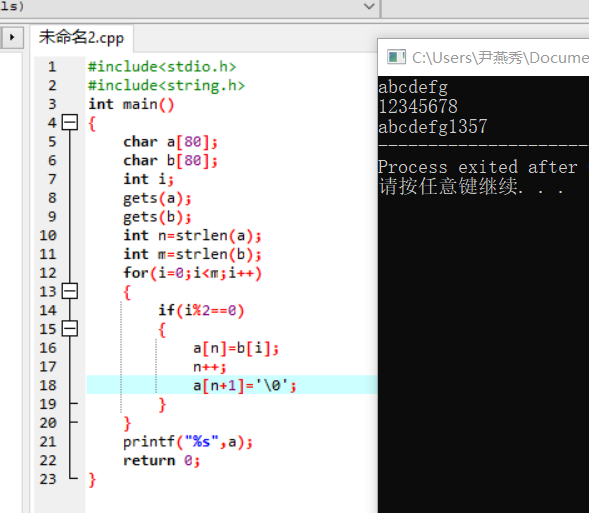 ls)
未命名2.cpp
1 #include<stdio.h>
2 #include<string.h>
3 int main()
4 {
5 char a[80];
6 char b[80];
7 int i;
8 gets(a);
9 gets(b);
10 int n=strlen(a);
11 int m=strlen(b);
12 for(i=0;i<m;i++)
13 {
14 if(i%2==0)
15 {
16 a[n]=b[i];
17 n++;
18 a[n+1]='\0';
19 }
20 }
21 printf("%s",a);
22 return 0;
23 }
C:\Users\尹燕秀\Docume
abcdefg
12345678
abcdefg1357
----------------------
Process exited after
请按任意键继续. . .